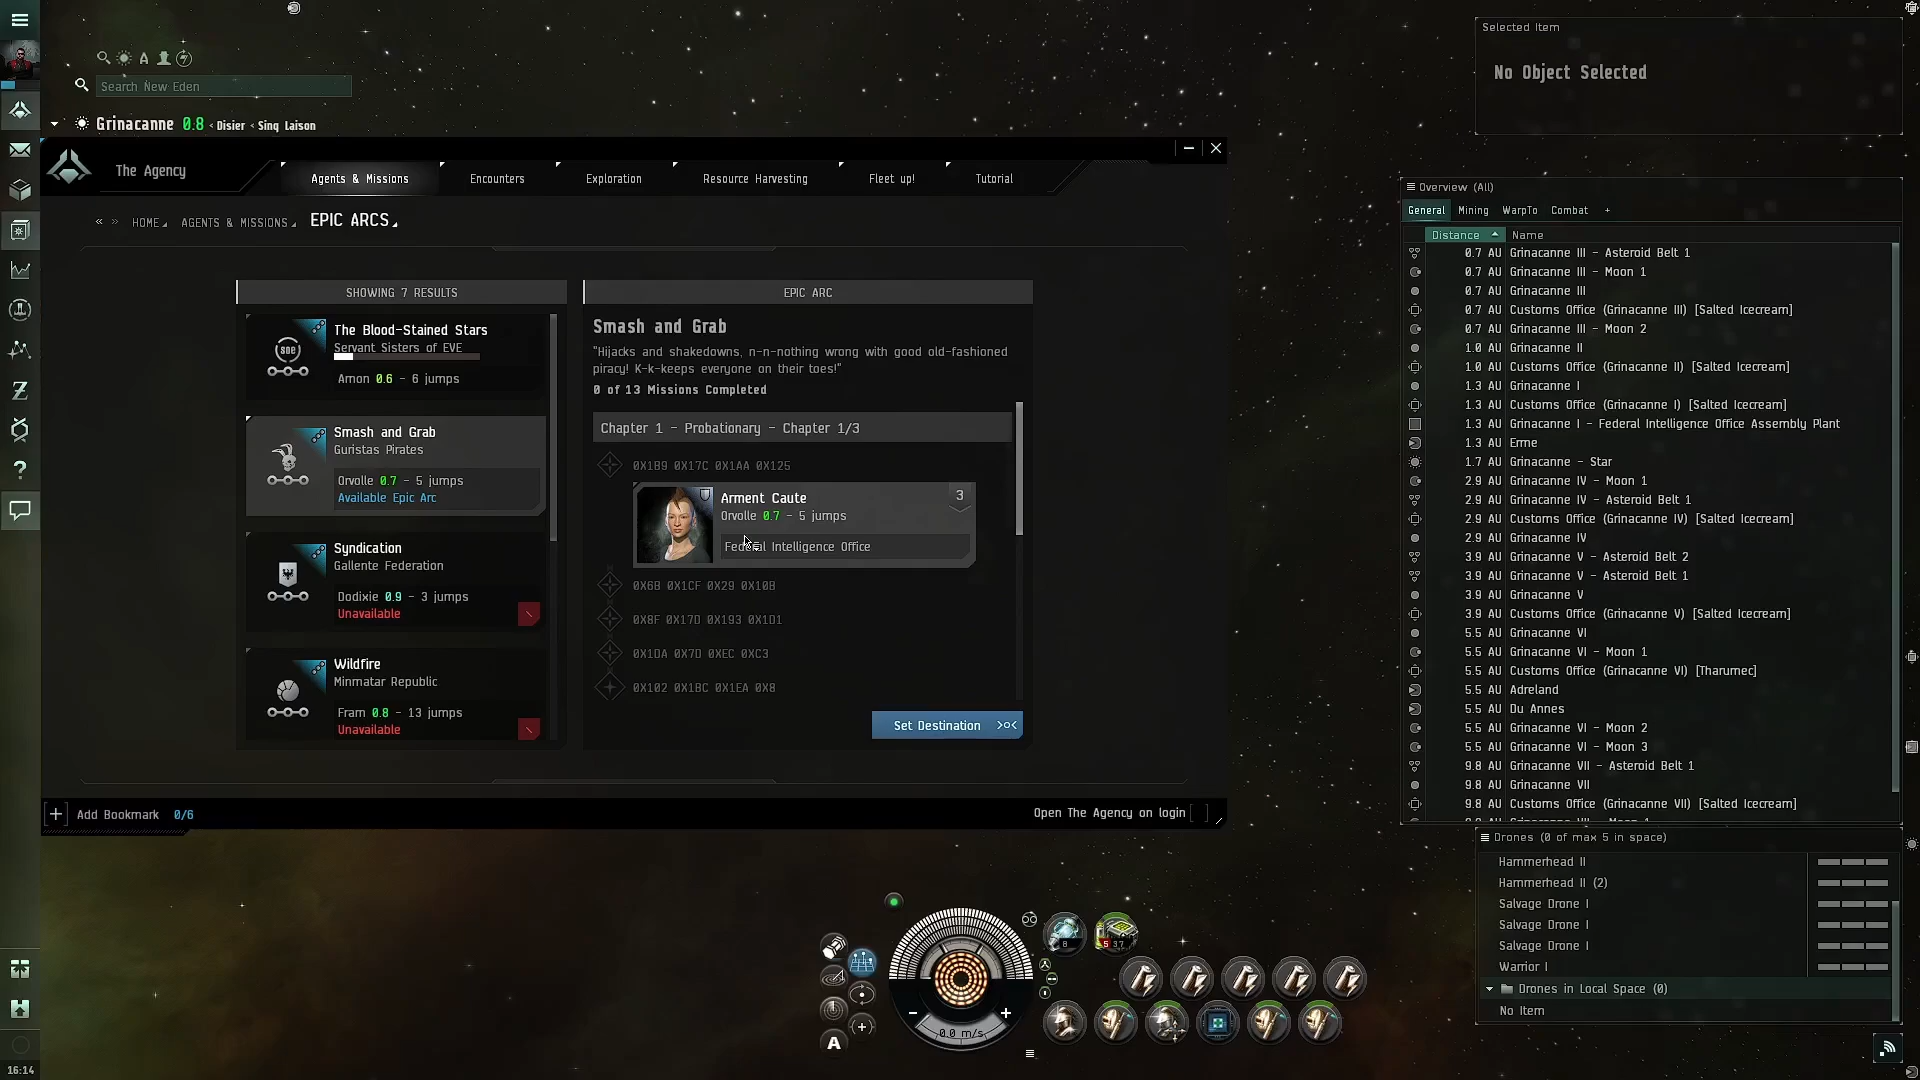 Search New Eden
Grinacanne 0.8 < Disier < Sinq Laison
The Agency
Agents & Missions
Encounters
Exploration
Resource Harvesting
Fleet up!
Tutorial
« » HOME AGENTS & MISSIONS EPIC ARCS
SHOWING 7 RESULTS
The Blood-Stained Stars
Servant Sisters of EVE
Arnon 0.6 - 6 jumps
SOE
Smash and Grab
Guristas Pirates
Orvolle 0.7 - 5 jumps
Available Epic Arc
Syndication
Gallente Federation
Dodixie 0.9 - 3 jumps
Unavailable
Wildfire
Minmatar Republic
Fram 0.8 - 13 jumps
Unavailable
EPIC ARC
Smash and Grab
"Hijacks and shakedowns, n-n-nothing wrong with good old-fashioned
piracy! K-k-keeps everyone on their toes!"
0 of 13 Missions Completed
Chapter 1 - Probationary - Chapter 1/3
0X1B9 0X17C 0X1AA 0X125
Arment Caute
3
Orvolle 0.7 - 5 jumps
Federal Intelligence Office
0X6B 0X1CF 0X29 0X10B
0X8F 0X17D 0X193 0X1D1
0X1DA 0X7D 0XEC 0XC3
0X102 0X1BC 0X1EA 0X8
Set Destination
Add Bookmark 0/6
Open The Agency on login
Selected Item
No Object Selected
Overview (All)
General Mining WarpTo Combat +
Distance Name
0.7 AU Grinacanne III - Asteroid Belt 1
0.7 AU Grinacanne III - Moon 1
0.7 AU Grinacanne III
0.7 AU Customs Office (Grinacanne III) [Salted Icecream]
0.7 AU Grinacanne III - Moon 2
1.0 AU Grinacanne II
1.0 AU Customs Office (Grinacanne II) [Salted Icecream]
1.3 AU Grinacanne I
1.3 AU Customs Office (Grinacanne I) [Salted Icecream]
1.3 AU Grinacanne I - Federal Intelligence Office Assembly Plant
1.3 AU Erme
1.7 AU Grinacanne - Star
2.9 AU Grinacanne IV - Moon 1
2.9 AU Grinacanne IV - Asteroid Belt 1
2.9 AU Customs Office (Grinacanne IV) [Salted Icecream]
2.9 AU Grinacanne IV
3.9 AU Grinacanne V - Asteroid Belt 2
3.9 AU Grinacanne V - Asteroid Belt 1
3.9 AU Grinacanne V
3.9 AU Customs Office (Grinacanne V) [Salted Icecream]
5.5 AU Grinacanne VI
5.5 AU Grinacanne VI - Moon 1
5.5 AU Customs Office (Grinacanne VI) [Tharumec]
5.5 AU Adreland
5.5 AU Du Annes
5.5 AU Grinacanne VI - Moon 2
5.5 AU Grinacanne VI - Moon 3
9.8 AU Grinacanne VII - Asteroid Belt 1
9.8 AU Grinacanne VII
9.8 AU Customs Office (Grinacanne VII) [Salted Icecream]
Drones (0 of max 5 in space)
Hammerhead II
Hammerhead II (2)
Salvage Drone I
Salvage Drone I
Salvage Drone I
Warrior I
Drones in Local Space (0)
No Item
8
5 37
0.0 m/s
A
16:14